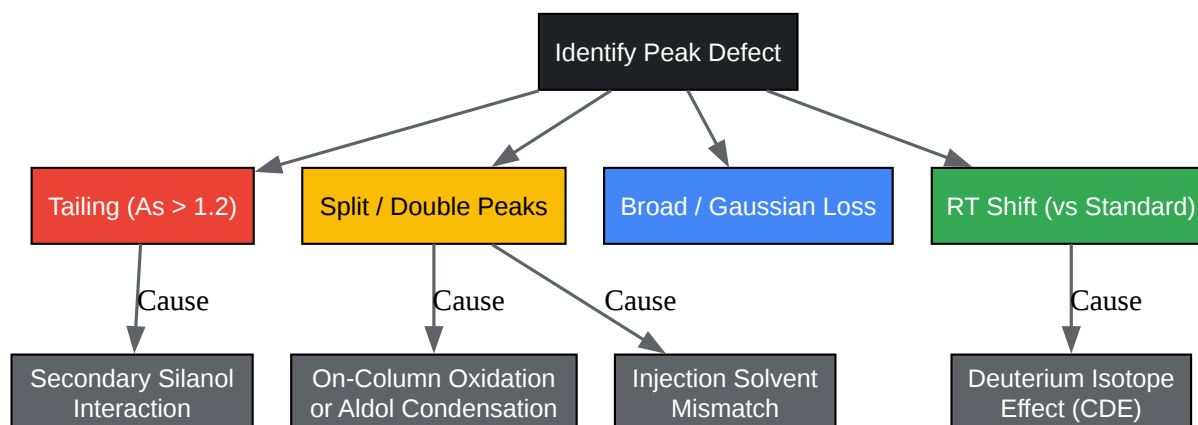 Identify Peak Defect
Tailing (As > 1.2)
Split / Double Peaks
Broad / Gaussian Loss
RT Shift (vs Standard)
Cause
Cause
Cause
Cause
Secondary Silanol
Interaction
On-Column Oxidation
or Aldol Condensation
Injection Solvent
Mismatch
Deuterium Isotope
Effect (CDE)